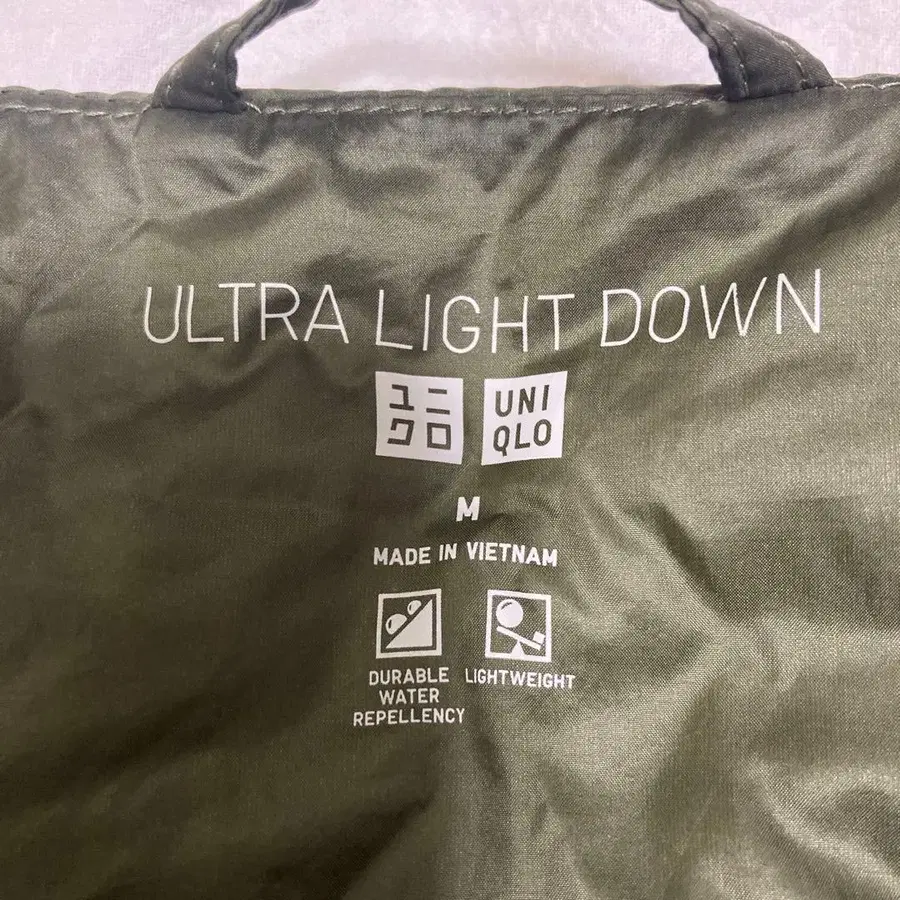 ULTRA LIGHT DOWN
ユニ UNI
クロ QLO
M
MADE IN VIETNAM
DURABLE LIGHTWEIGHT
WATER
REPELLENCY